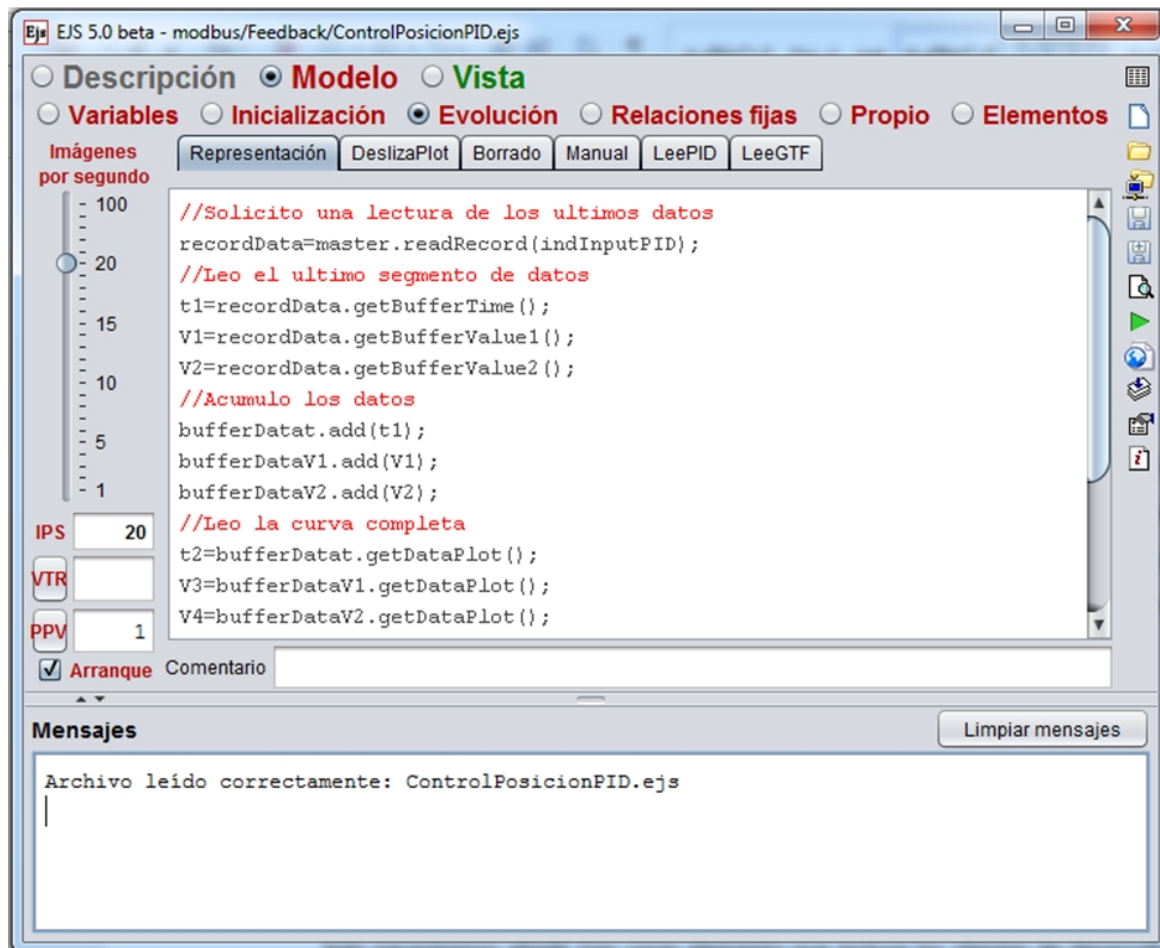 Ejs EJS 5.0 beta - modbus/Feedback/ControlPosicionPID.ejs
Descripción Modelo Vista
Variables Inicialización Evolución Relaciones fijas Propio Elementos
Imágenes
por segundo
Representación DeslizaPlot Borrado Manual LeePID LeeGTF
100
20
15
10
5
1
//Solicito una lectura de los ultimos datos
recordData=master.readRecord(indInputPID);
//Leo el ultimo segmento de datos
t1=recordData.getBufferTime();
V1=recordData.getBufferValue1();
V2=recordData.getBufferValue2();
//Acumulo los datos
bufferDatat.add(t1);
bufferDataV1.add(V1);
bufferDataV2.add(V2);
//Leo la curva completa
t2=bufferDatat.getDataPlot();
V3=bufferDataV1.getDataPlot();
V4=bufferDataV2.getDataPlot();
IPS 20
VTR
PPV 1
Arranque Comentario
Mensajes Limpiar mensajes
Archivo leído correctamente: ControlPosicionPID.ejs